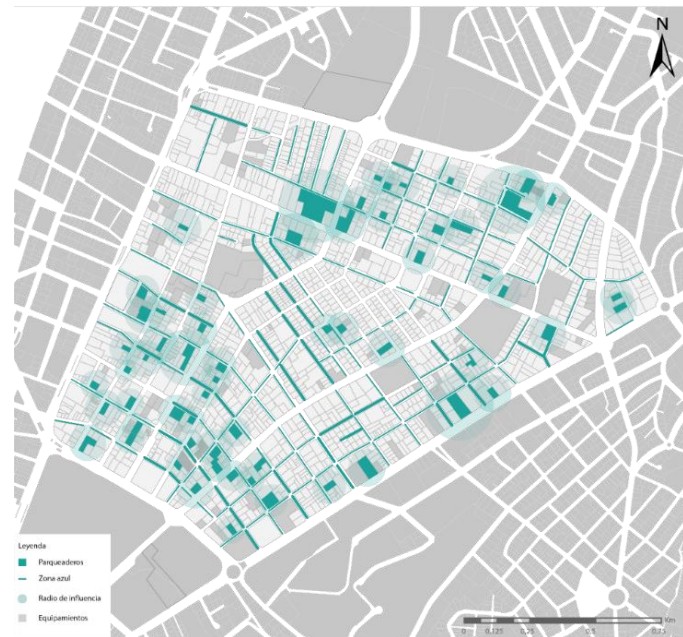 N
Leyenda
Parqueaderos
Zona azul
Radio de influencia
Equipamientos
Km
0 0,125 0,25 0,5 0,75